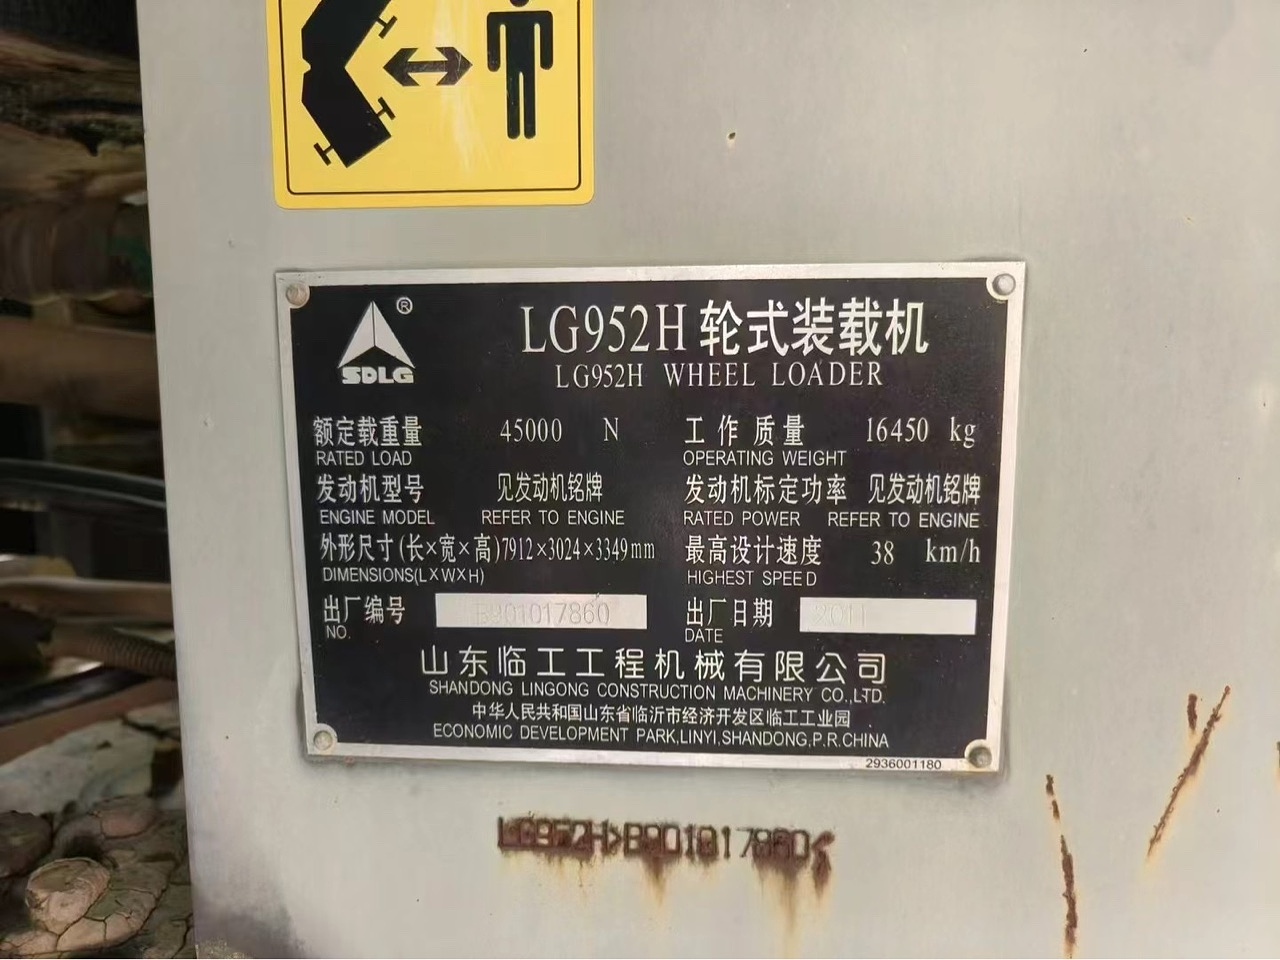 ®
SDLG
LG952H 轮式装载机
LG952H WHEEL LOADER
额定载重量 45000 N 工作质量 16450 kg
RATED LOAD OPERATING WEIGHT
发动机型号 见发动机铭牌 发动机标定功率 见发动机铭牌
ENGINE MODEL REFER TO ENGINE RATED POWER REFER TO ENGINE
外形尺寸(长×宽×高)7912×3024×3349mm 最高设计速度 38 km/h
DIMENSIONS(L×W×H) HIGHEST SPEED
出厂编号 B901017860 出厂日期 2011
NO. DATE
山东临工工程机械有限公司
SHANDONG LINGONG CONSTRUCTION MACHINERY CO.,LTD.
中华人民共和国山东省临沂市经济开发区临工工业园
ECONOMIC DEVELOPMENT PARK,LINYI,SHANDONG,P.R.CHINA
2936001180
LG952H>B901017860<